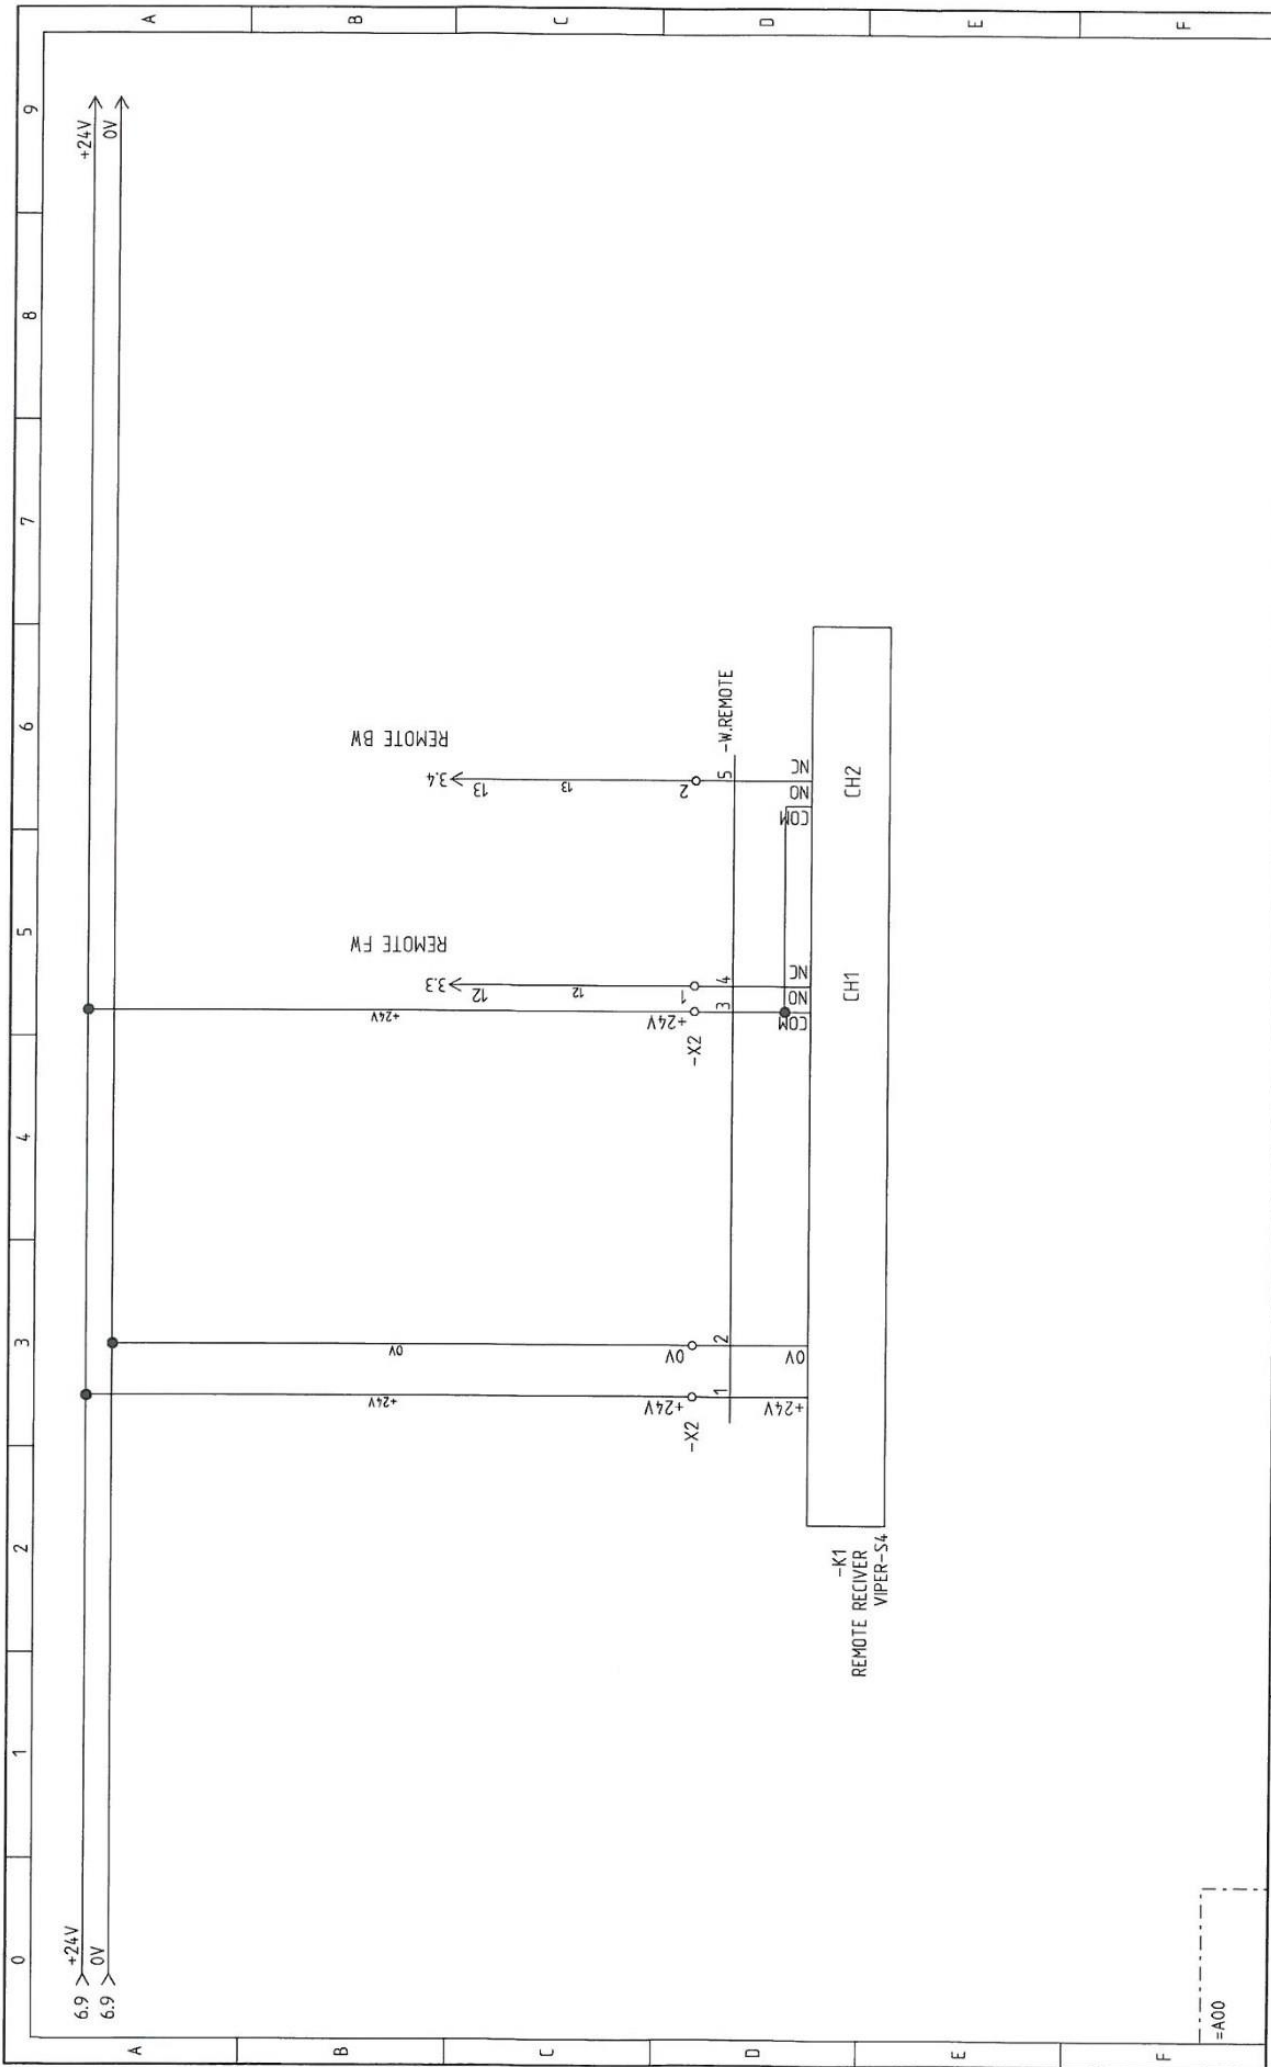 0 1 2 3 4 5 6 7 8 9
A
B
C
D
E
F
A
B
C
D
E
F
6.9 +24V
6.9 0V
+24V
0V
REMOTE FW
REMOTE BW
3.3
3.4
12
13
+24V
0V
+24V
12
13
-X2
+24V
0V
-X2
+24V
1
2
1
2
3
4
5
-W.REMOTE
+24V
0V
COM
NO
NC
COM
NO
NC
-K1
REMOTE RECIVER
VIPER-S4
CH1
CH2
=A00